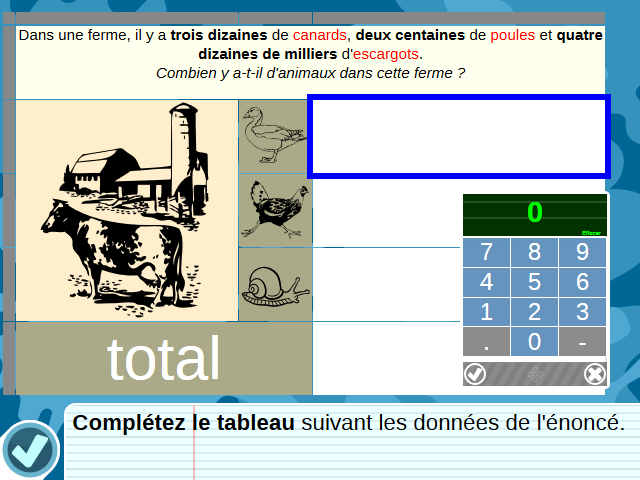 Dans une ferme, il y a trois dizaines de canards, deux centaines de poules et quatre
dizaines de milliers d'escargots.
Combien y a-t-il d'animaux dans cette ferme ?
0
Effacer
7 8 9
4 5 6
1 2 3
. 0 -
total
Complétez le tableau suivant les données de l'énoncé.